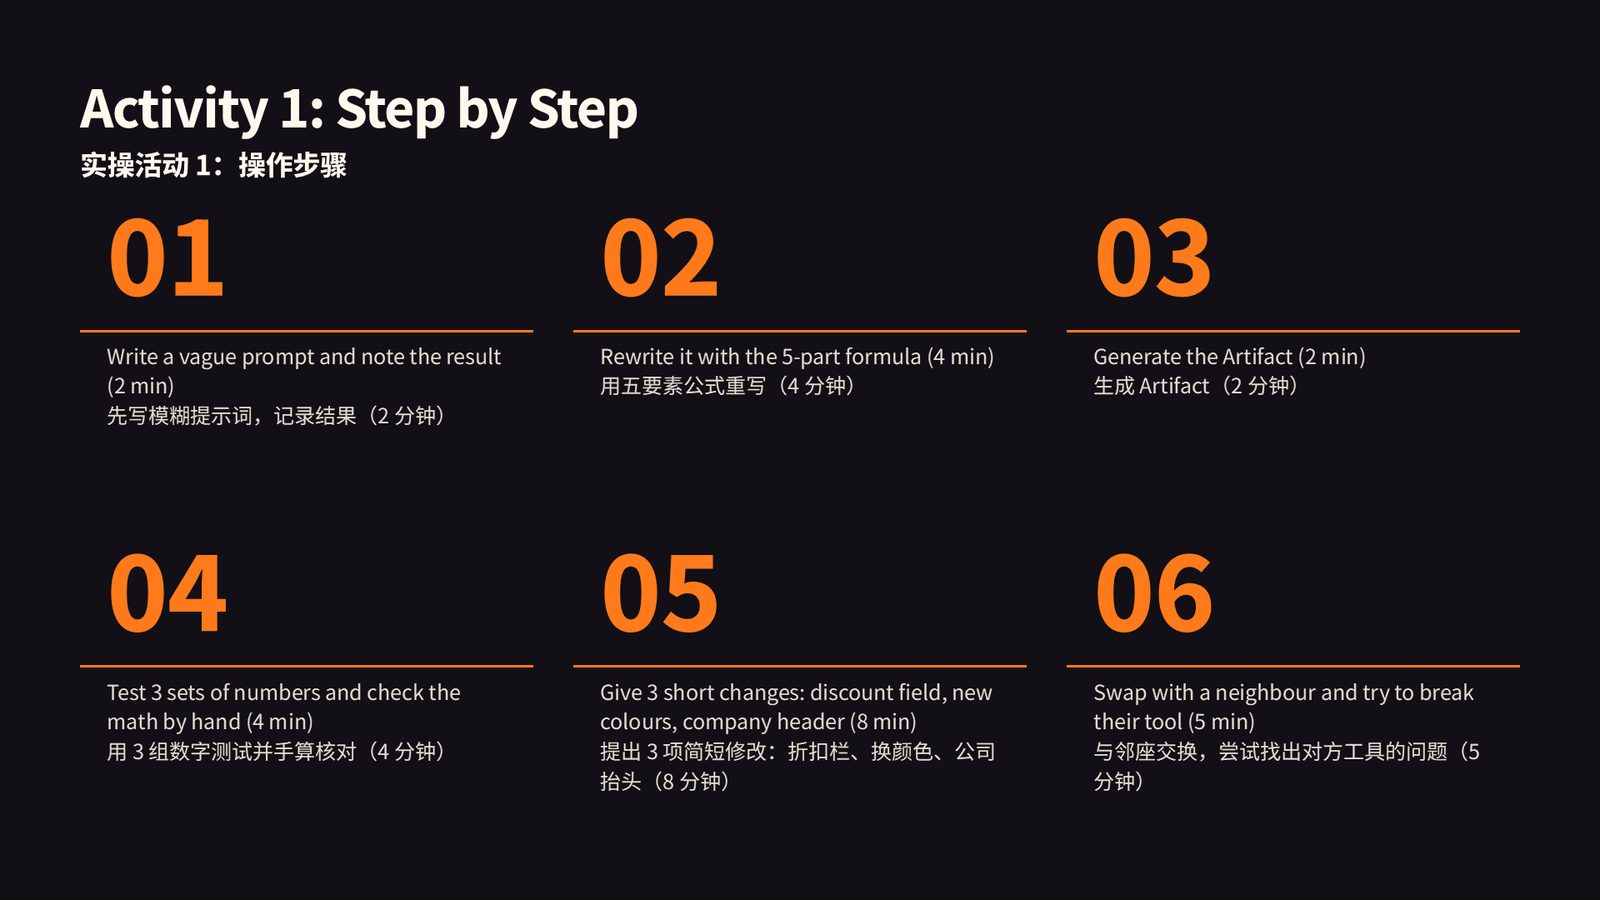 Activity 1: Step by Step
实操活动 1：操作步骤
01
Write a vague prompt and note the result
(2 min)
先写模糊提示词，记录结果（2 分钟）
02
Rewrite it with the 5-part formula (4 min)
用五要素公式重写（4 分钟）
03
Generate the Artifact (2 min)
生成 Artifact（2 分钟）
04
Test 3 sets of numbers and check the
math by hand (4 min)
用 3 组数字测试并手算核对（4 分钟）
05
Give 3 short changes: discount field, new
colours, company header (8 min)
提出 3 项简短修改：折扣栏、换颜色、公司
抬头（8 分钟）
06
Swap with a neighbour and try to break
their tool (5 min)
与邻座交换，尝试找出对方工具的问题（5
分钟）